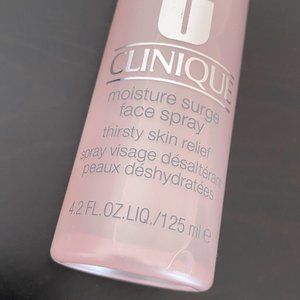 CLINIQUE
moisture surge
face spray
thirsty skin relief
spray visage désaltérant
peaux déshydratées
4.2 FL.OZ.LIQ./125 ml e